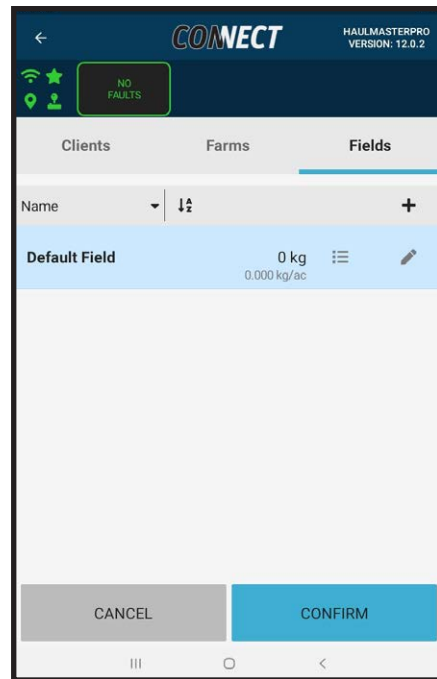 CONNECT
HAULMASTERPRO
VERSION: 12.0.2
NO
FAULTS
Clients
Farms
Fields
Name
Default Field
0 kg
0.000 kg/ac
CANCEL
CONFIRM